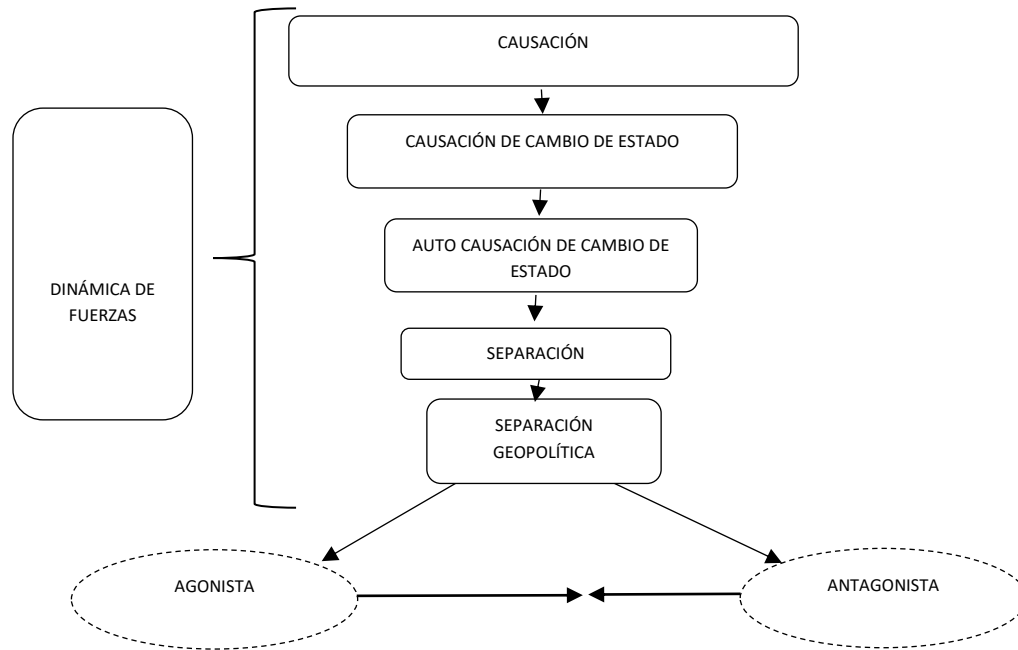 CAUSACIÓN
CAUSACIÓN DE CAMBIO DE ESTADO
AUTO CAUSACIÓN DE CAMBIO DE
ESTADO
DINÁMICA DE
FUERZAS
SEPARACIÓN
SEPARACIÓN
GEOPOLÍTICA
AGONISTA
ANTAGONISTA